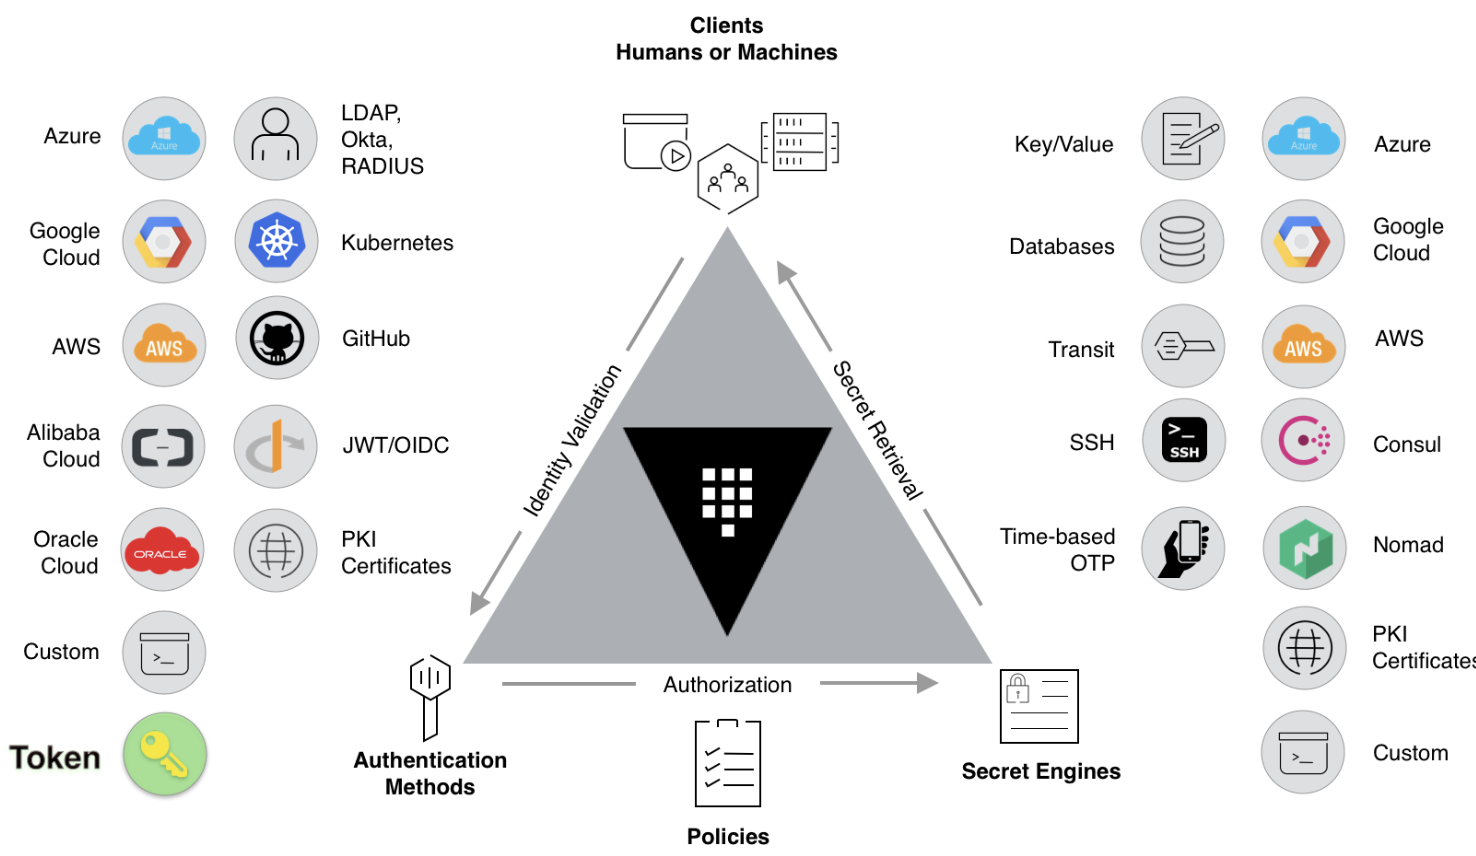 Clients
Humans or Machines
Azure
Azure
LDAP,
Okta,
RADIUS
Google
Cloud
Kubernetes
AWS
AWS
GitHub
Alibaba
Cloud
JWT/OIDC
Oracle
Cloud
ORACLE
PKI
Certificates
Custom
>_
Token
Identity Validation
Secret Retrieval
Authorization
Authentication
Methods
Policies
Secret Engines
Key/Value
Azure
Azure
Databases
Google
Cloud
Transit
AWS
AWS
SSH
>_
SSH
Consul
Time-based
OTP
Nomad
PKI
Certificates
>_
Custom